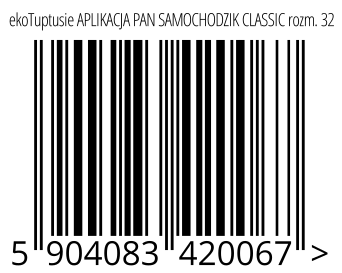 ekoTuptusie APLIKACJA PAN SAMOCHODZIK CLASSIC rozm. 32
5 904083 420067 >